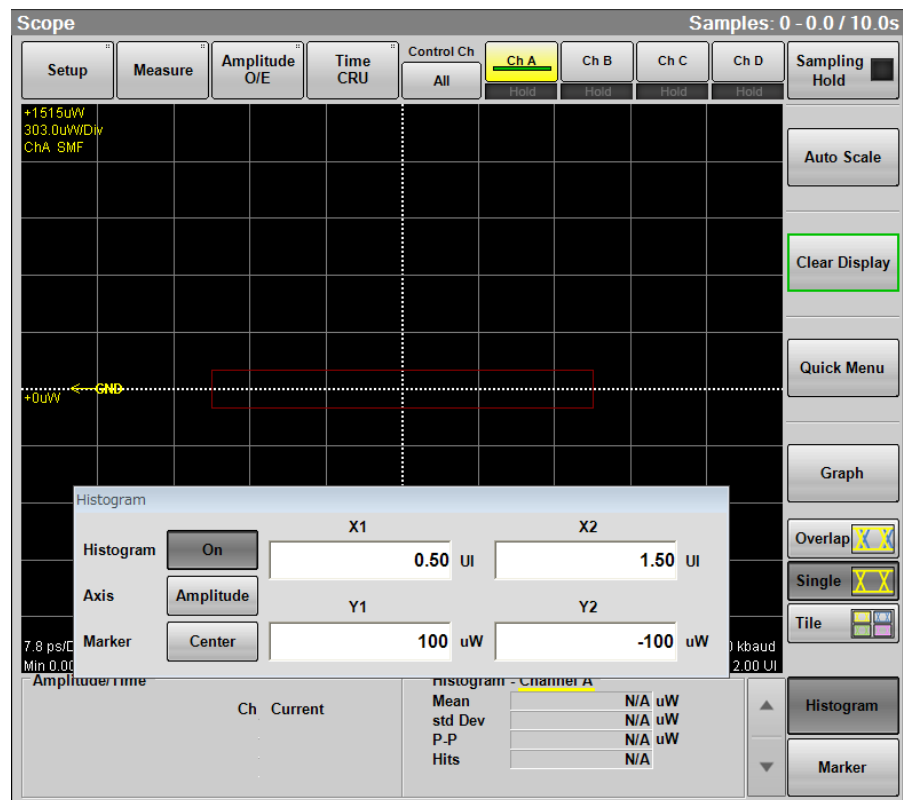 Scope
Samples: 0 - 0.0 / 10.0s
Setup
Measure
Amplitude
O/E
Time
CRU
Control Ch
All
Ch A
Hold
Ch B
Hold
Ch C
Hold
Ch D
Hold
Sampling
Hold
+1515uW
303.0uW/Div
ChA SMF
Auto Scale
Clear Display
Quick Menu
GND
+0uW
Graph
Histogram
X1
X2
Histogram
On
0.50 UI
1.50 UI
Overlap
Single
Axis
Amplitude
Y1
Y2
Tile
Marker
Center
100 uW
-100 uW
7.8 ps/
kbaud
Min 0.00
2.00 UI
Amplitude/Time
Ch Current
Histogram - Channel A
Mean N/A uW
std Dev N/A uW
P-P N/A uW
Hits N/A
Histogram
Marker